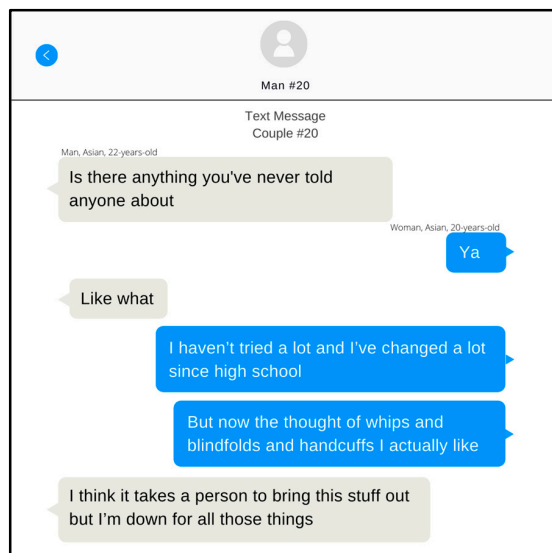 Man #20
Text Message
Couple #20
Man, Asian, 22-years-old
Is there anything you've never told
anyone about
Woman, Asian, 20-years-old
Ya
Like what
I haven’t tried a lot and I’ve changed a lot
since high school
But now the thought of whips and
blindfolds and handcuffs I actually like
I think it takes a person to bring this stuff out
but I’m down for all those things